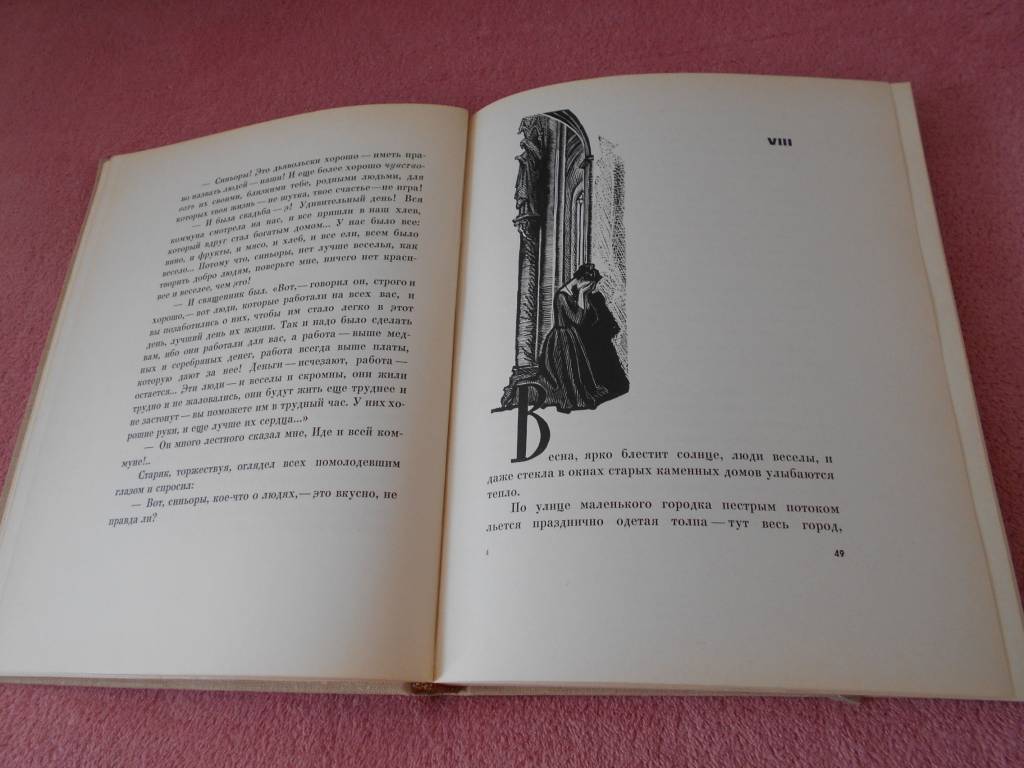 — Синьоры! Это дьявольски хорошо — иметь пра-
во назвать людей — наши! И еще более хорошо чувство-
вать их своими, близкими тебе, родными людьми, для
которых твоя жизнь — не шутка, твое счастье — не игра!
— И была свадьба — э! Удивительный день! Вся
коммуна смотрела на нас, и все пришли в наш хлев,
который вдруг стал богатым домом... У нас было все:
вино, и фрукты, и мясо, и хлеб, и все ели, всем было
весело... Потому что, синьоры, нет лучше веселья, как
творить добро людям, поверьте мне, ничего нет краси-
вее и веселее, чем это!
— И священник был. «Вот, — говорил он, строго и
хорошо, — вот люди, которые работали на всех вас, и
вы позаботились о них, чтобы им стало легко в этот
день, лучший день их жизни. Так и надо было сделать
вам, ибо они работали для вас, а работа — выше мед-
ных и серебряных денег, работа всегда выше платы,
которую дают за нее! Деньги — исчезают, работа —
остается... Эти люди — и веселы и скромны, они жили
трудно и не жаловались, они будут жить еще труднее и
не застонут — вы поможете им в трудный час. У них хо-
рошие руки, и еще лучше их сердца...»
— Он много лестного сказал мне, Иде и всей ком-
муне!..
Старик, торжествуя, оглядел всех помолодевшим
глазом и спросил:
— Вот, синьоры, кое-что о людях, — это вкусно, не
правда ли?
VIII
Весна, ярко блестит солнце, люди веселы, и
даже стекла в окнах старых каменных домов улыбаются
тепло.
По улице маленького городка пестрым потоком
льется празднично одетая толпа — тут весь город,
49